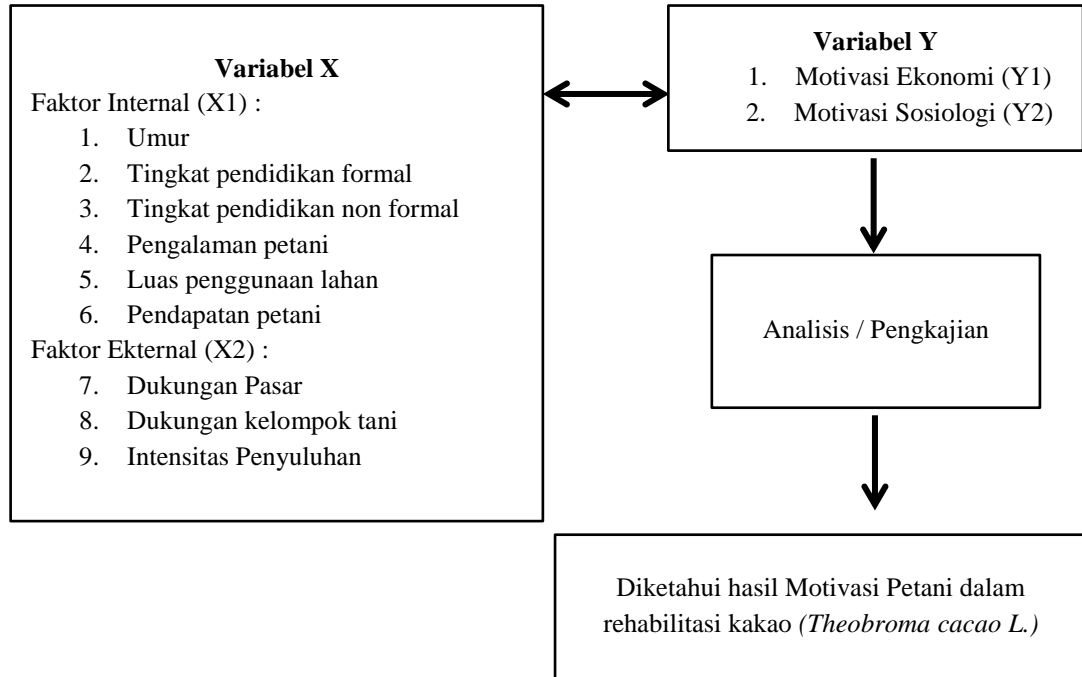 Variabel X
Faktor Internal (X1) :
1. Umur
2. Tingkat pendidikan formal
3. Tingkat pendidikan non formal
4. Pengalaman petani
5. Luas penggunaan lahan
6. Pendapatan petani
Faktor Ekternal (X2) :
7. Dukungan Pasar
8. Dukungan kelompok tani
9. Intensitas Penyuluhan
Variabel Y
1. Motivasi Ekonomi (Y1)
2. Motivasi Sosiologi (Y2)
Analisis / Pengkajian
Diketahui hasil Motivasi Petani dalam
rehabilitasi kakao (Theobroma cacao L.)